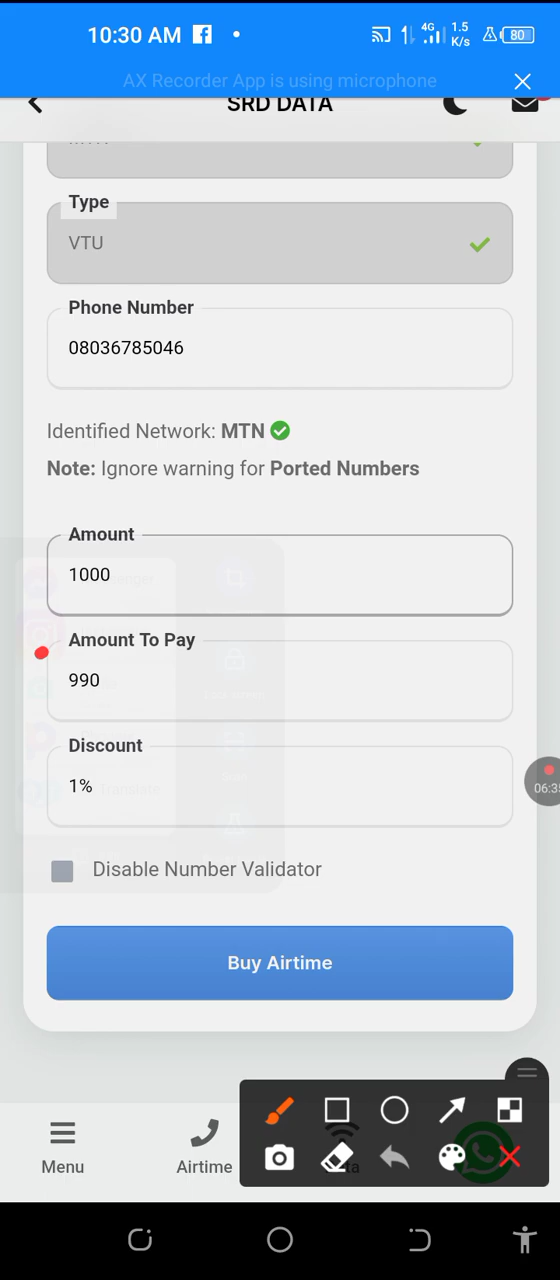 10:30 AM
4G
1.5
K/s
80
AX Recorder App is using microphone
SRD DATA
Type
VTU
Phone Number
08036785046
Identified Network: MTN
Note: Ignore warning for Ported Numbers
Amount
1000
Amount To Pay
990
Discount
1%
Disable Number Validator
06:3
Buy Airtime
Menu
Airtime